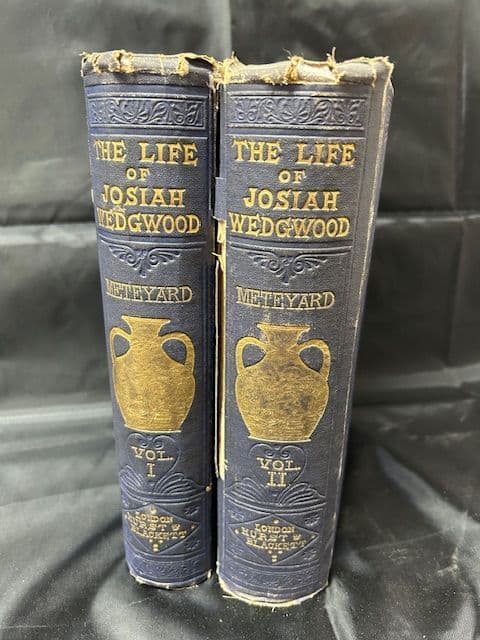 THE LIFE
OF
JOSIAH
WEDGWOOD
METEYARD
VOL.
I
LONDON
HURST &
BLACKETT
THE LIFE
OF
JOSIAH
WEDGWOOD
METEYARD
VOL.
II
LONDON
HURST &
BLACKETT